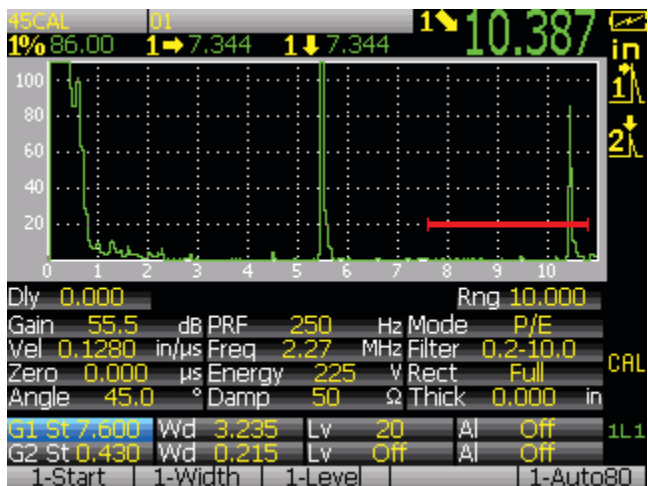 45CAL 01
1% 86.00 1 7.344 1 7.344 1 10.387
in
1
2
100
80
60
40
20
0 1 2 3 4 5 6 7 8 9 10
Dly 0.000 Rng 10.000
Gain 55.5 dB PRF 250 Hz Mode P/E
Vel 0.1280 in/µs Freq 2.27 MHz Filter 0.2-10.0
Zero 0.000 µs Energy 225 V Rect Full
CAL
Angle 45.0 ° Damp 50 Ω Thick 0.000 in
G1 St 7.600 Wd 3.235 Lv 20 Al Off 1L1
G2 St 0.430 Wd 0.215 Lv Off Al Off
1-Start 1-Width 1-Level 1-Auto80